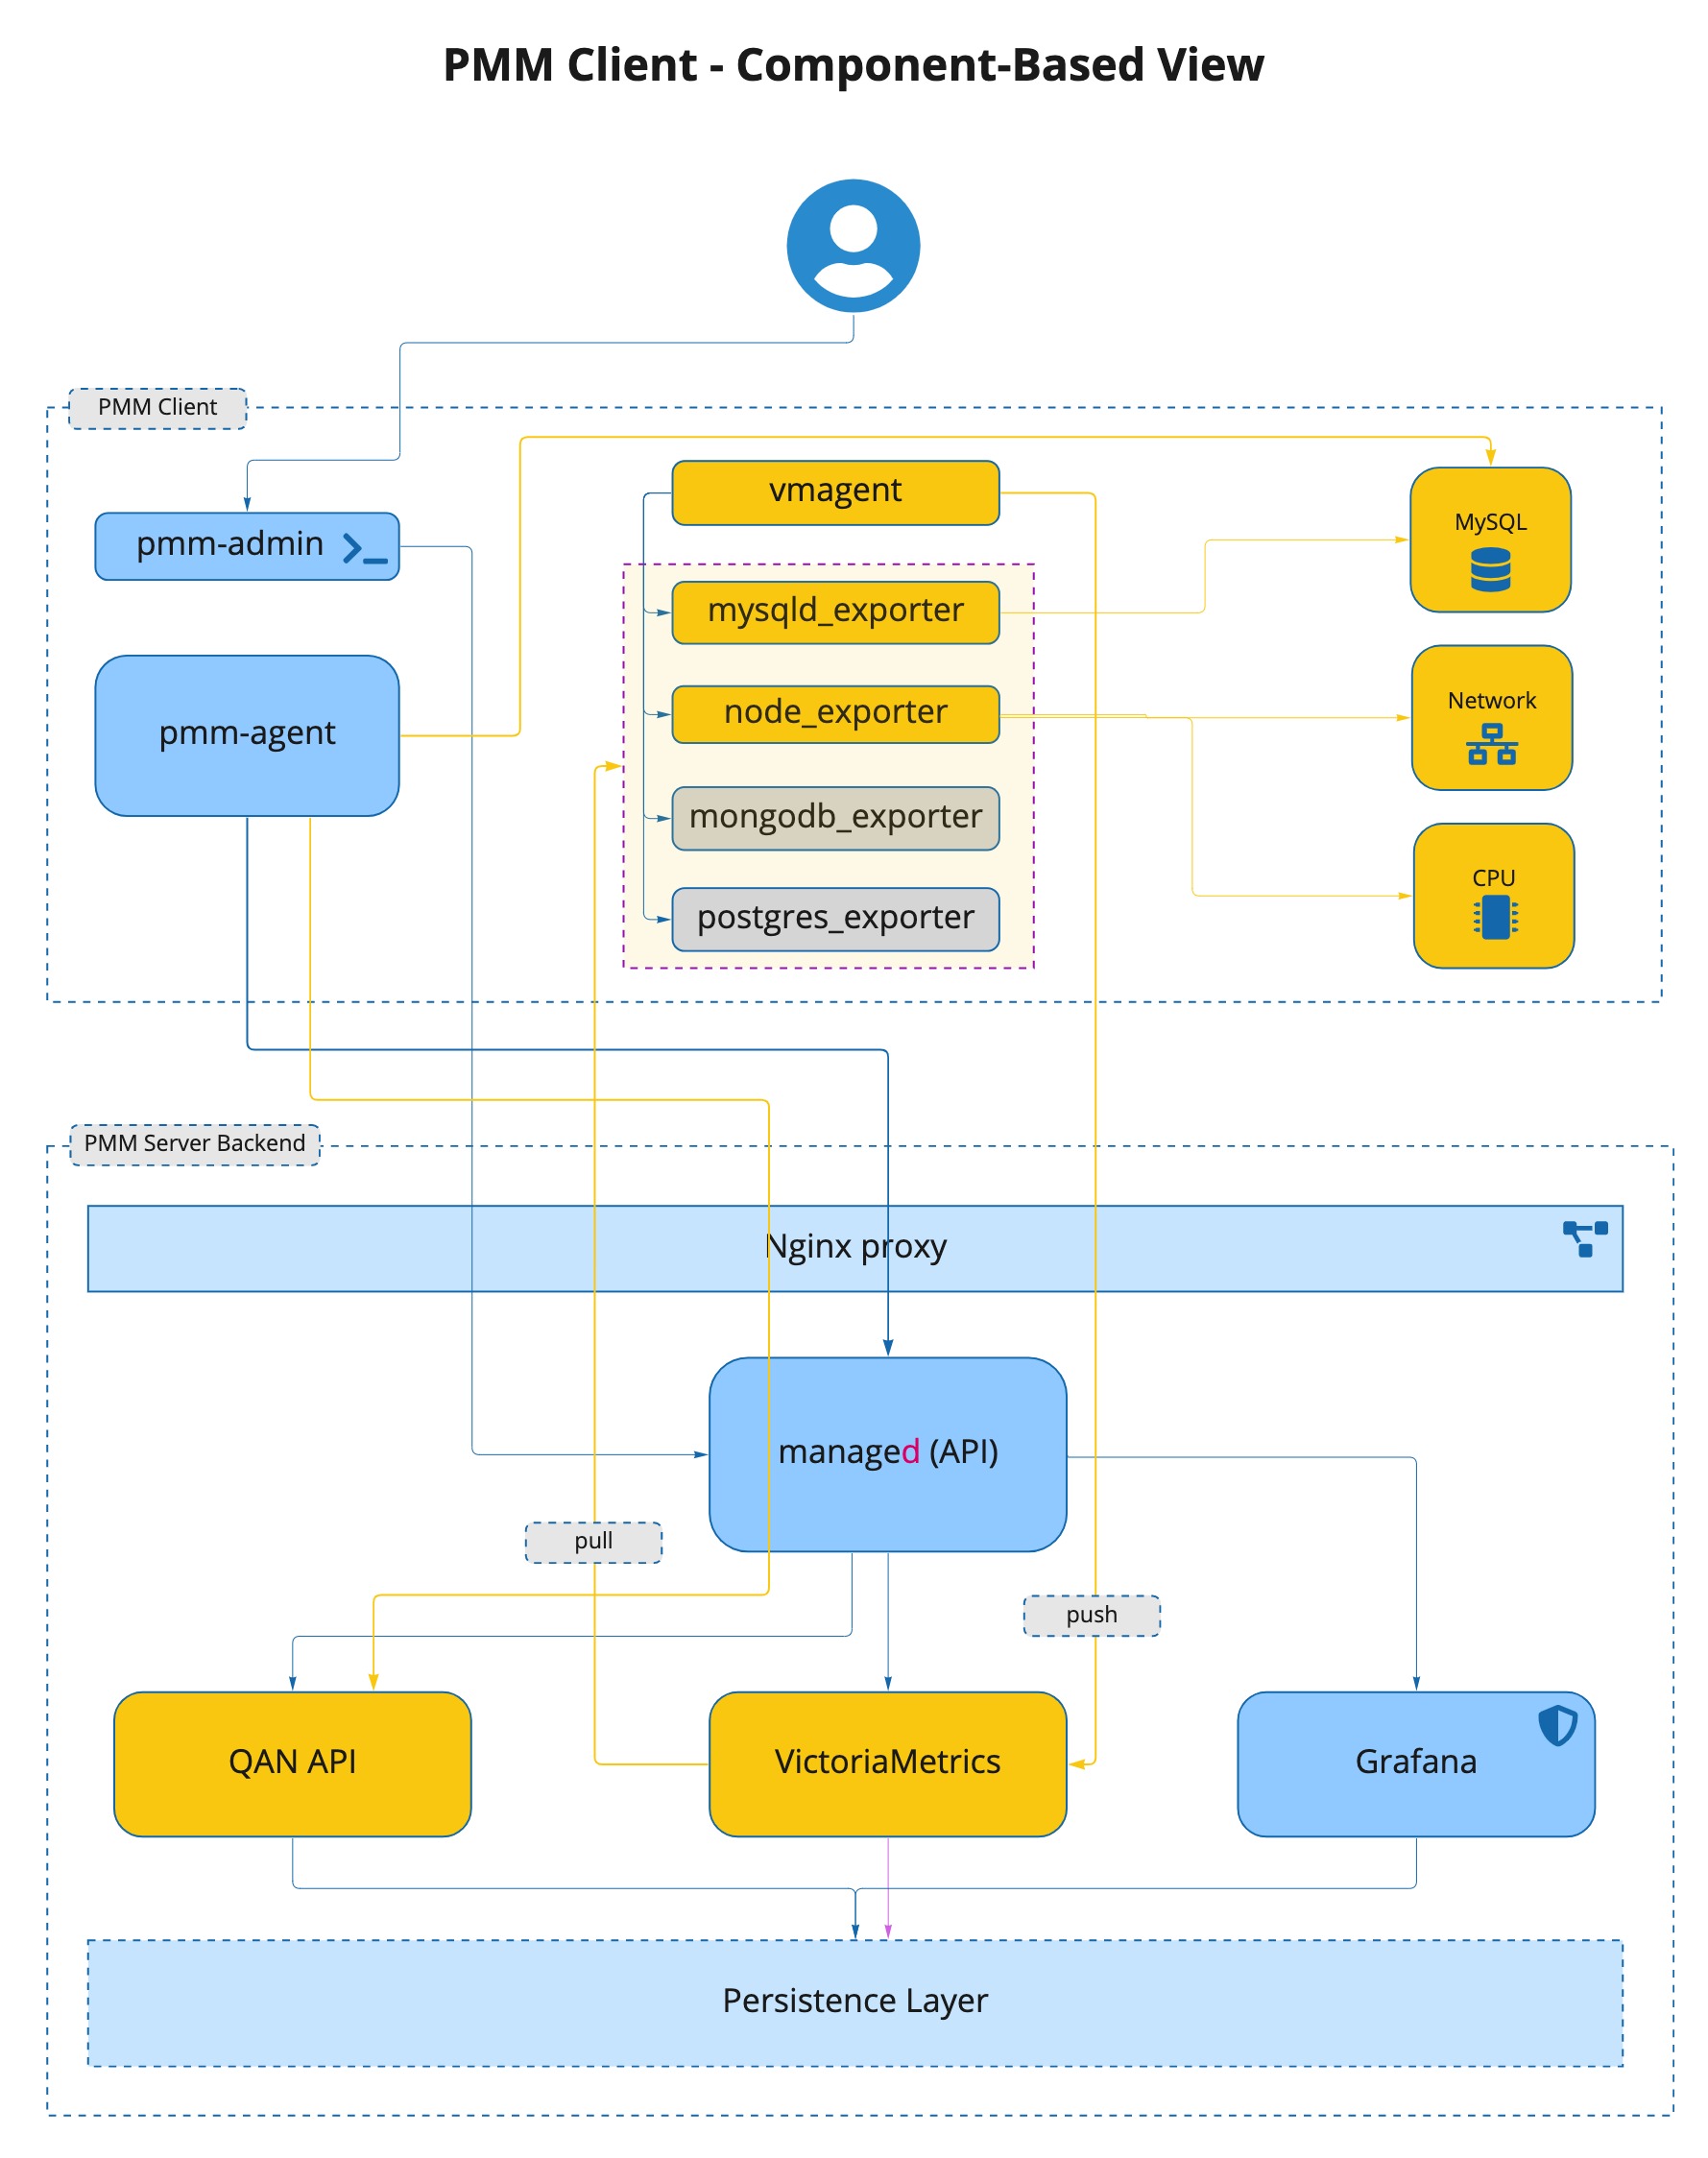 PMM Client - Component-Based View
PMM Client
pmm-admin
pmm-agent
vmagent
mysqld_exporter
node_exporter
mongodb_exporter
postgres_exporter
MySQL
Network
CPU
PMM Server Backend
Nginx proxy
managed (API)
pull
push
QAN API
VictoriaMetrics
Grafana
Persistence Layer